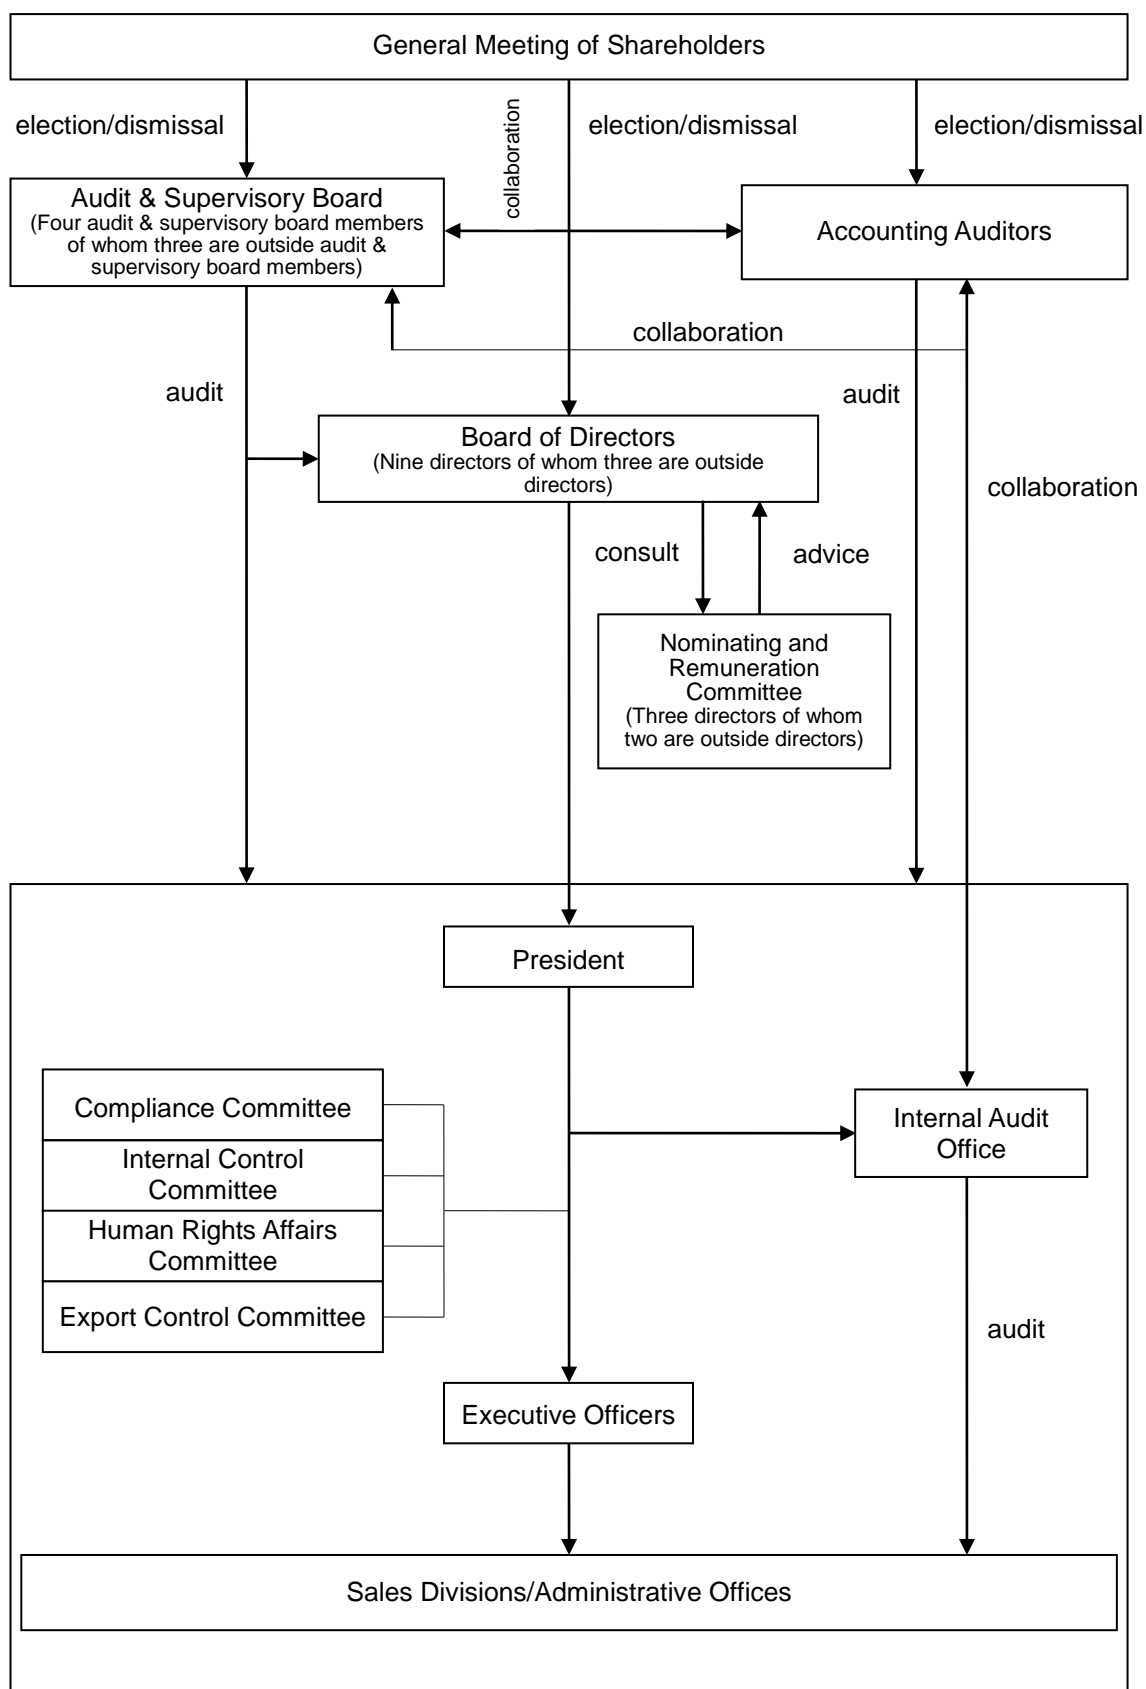 General Meeting of Shareholders
election/dismissal
collaboration
election/dismissal
election/dismissal
Audit & Supervisory Board
(Four audit & supervisory board members
of whom three are outside audit &
supervisory board members)
Accounting Auditors
collaboration
audit
audit
Board of Directors
(Nine directors of whom three are outside
directors)
collaboration
consult
advice
Nominating and
Remuneration
Committee
(Three directors of whom
two are outside directors)
President
Compliance Committee
Internal Control
Committee
Human Rights Affairs
Committee
Export Control Committee
Internal Audit
Office
audit
Executive Officers
Sales Divisions/Administrative Offices